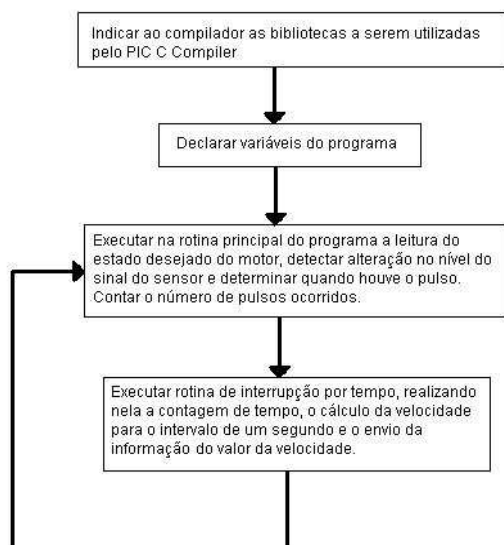 Indicar ao compilador as bibliotecas a serem utilizadas
pelo PIC C Compiler
Declarar variáveis do programa
Executar na rotina principal do programa a leitura do
estado desejado do motor, detectar alteração no nível do
sinal do sensor e determinar quando houve o pulso.
Contar o número de pulsos ocorridos.
Executar rotina de interrupção por tempo, realizando
nela a contagem de tempo, o cálculo da velocidade
para o intervalo de um segundo e o envio da
informação do valor da velocidade.